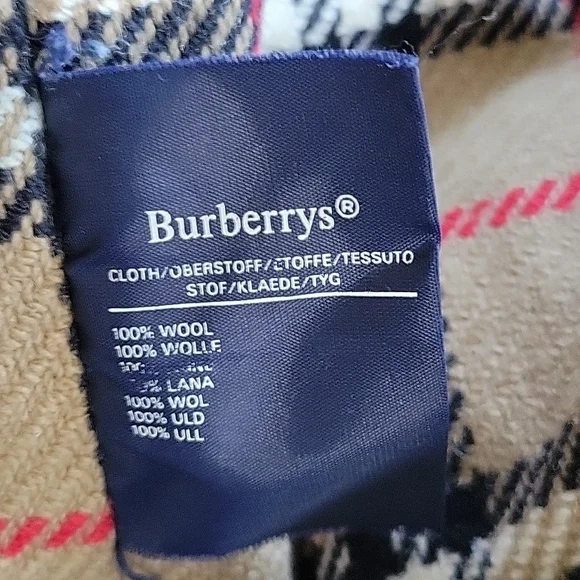 Burberrys®
CLOTH/OBERSTOFF/ETOFFE/TESSUTO
STOF/KLAEDE/TYG
100% WOOL
100% WOLLE
LANA
100% WOL
100% ULD
100% ULL